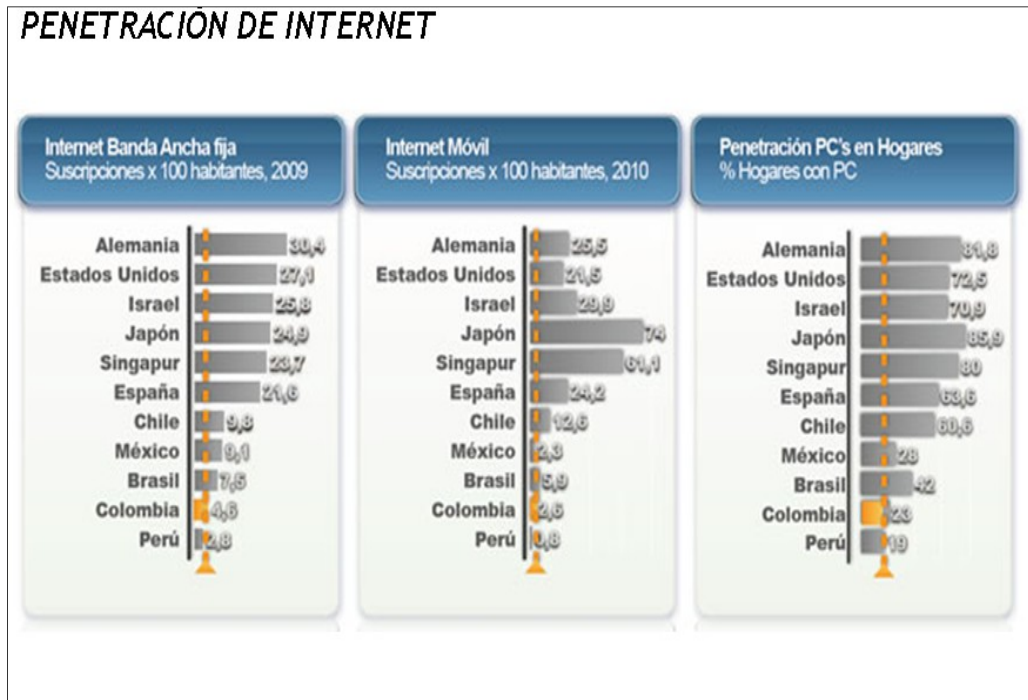 PENETRACIÓN DE INTERNET
Internet Banda Ancha fija
Suscripciones x 100 habitantes, 2009
Alemania 30,4
Estados Unidos 27,1
Israel 25,8
Japón 24,9
Singapur 23,7
España 21,6
Chile 9,8
México 9,1
Brasil 7,5
Colombia 4,6
Perú 2,8
Internet Móvil
Suscripciones x 100 habitantes, 2010
Alemania 25,5
Estados Unidos 21,5
Israel 29,9
Japón 74
Singapur 61,1
España 24,2
Chile 12,6
México 2,3
Brasil 5,9
Colombia 2,6
Perú 0,8
Penetración PC's en Hogares
% Hogares con PC
Alemania 81,8
Estados Unidos 72,5
Israel 70,9
Japón 85,9
Singapur 80
España 63,6
Chile 60,6
México 28
Brasil 42
Colombia 23
Perú 19